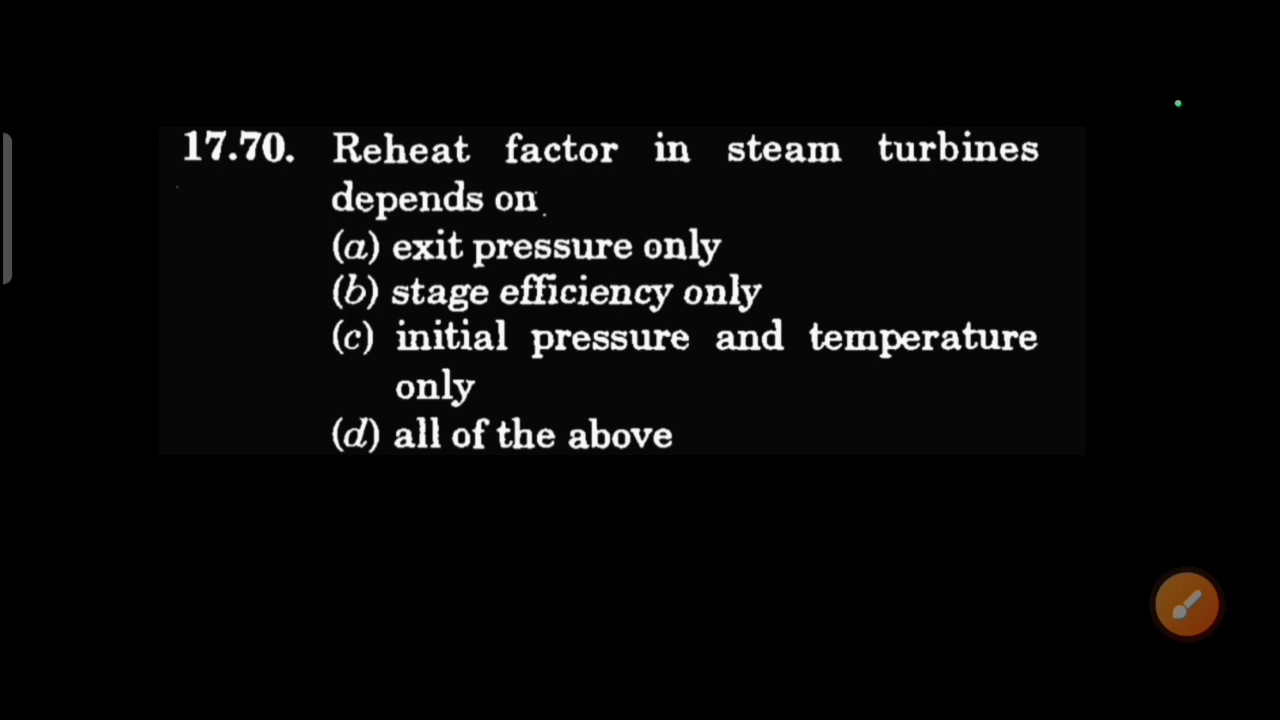 17.70. Reheat factor in steam turbines
depends on
(a) exit pressure only
(b) stage efficiency only
(c) initial pressure and temperature
only
(d) all of the above